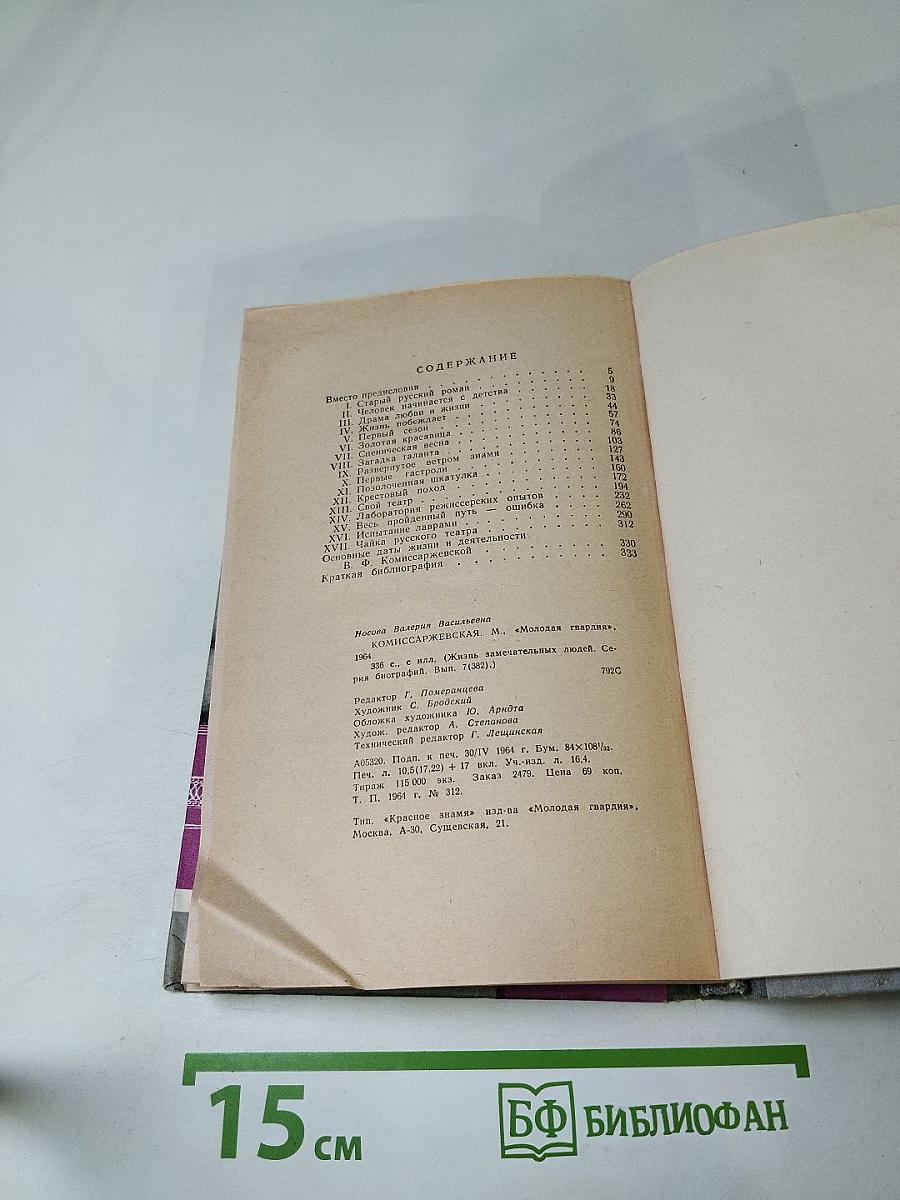 СОДЕРЖАНИЕ
Вместо предисловия . . . . . . . . . . 5
I. Старый русский роман . . . . . . . . 9
II. Человек начинается с детства . . . . . . 18
III. Драма любви и жизни . . . . . . . . 33
IV. Жизнь побеждает . . . . . . . . . 44
V. Первый сезон . . . . . . . . . . 57
VI. Золотая красавица . . . . . . . . . 74
VII. Сценическая весна . . . . . . . . . 86
VIII. Загадка таланта . . . . . . . . . 103
IX. Развернутое ветром знамя . . . . . . . 127
X. Первые гастроли . . . . . . . . . 143
XI. Позолоченная шкатулка . . . . . . . . 160
XII. Крестовый поход . . . . . . . . . 172
XIII. Свой театр . . . . . . . . . . 194
XIV. Лаборатория режиссерских опытов . . . . . 232
XV. Весь пройденный путь — ошибка . . . . . 262
XVI. Испытание лаврами . . . . . . . . 290
XVII. Чайка русского театра . . . . . . . 312
Основные даты жизни и деятельности
В. Ф. Комиссаржевской . . . . . . . . 330
Краткая библиография . . . . . . . . . 333
Носова Валерия Васильевна
КОМИССАРЖЕВСКАЯ. М., «Молодая гвардия»,
1964.
336 с., с илл. (Жизнь замечательных людей. Се-
рия биографий. Вып. 7(382).)
792С
Редактор Г. Померанцева
Художник С. Бродский
Обложка художника Ю. Арндта
Худож. редактор А. Степанова
Технический редактор Г. Лещинская
А05320. Подп. к печ. 30/IV 1964 г. Бум. 84×108¹/₃₂.
Печ. л. 10,5(17,22) + 17 вкл. Уч.-изд. л. 16,4.
Тираж 115 000 экз. Заказ 2479. Цена 69 коп.
Т. П. 1964 г. № 312.
Тип. «Красное знамя» изд-ва «Молодая гвардия».
Москва, А-30, Сущевская, 21.
15 см
БФ БИБЛИОФАН